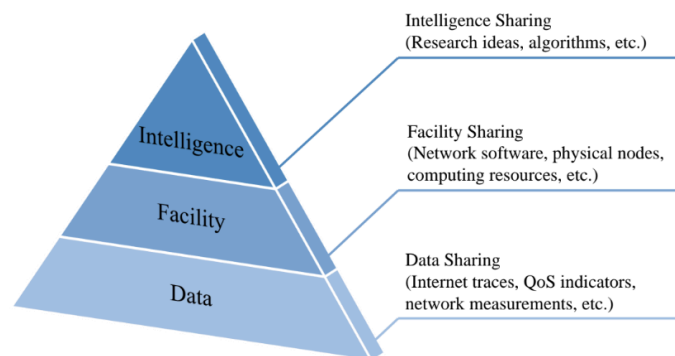 Intelligence Sharing
(Research ideas, algorithms, etc.)
Intelligence
Facility Sharing
(Network software, physical nodes,
computing resources, etc.)
Facility
Data Sharing
(Internet traces, QoS indicators,
network measurements, etc.)
Data